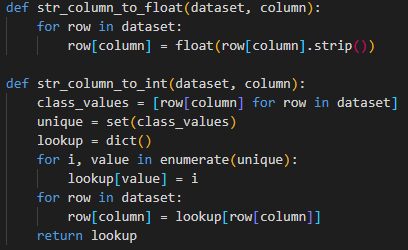 def str_column_to_float(dataset, column):
    for row in dataset:
        row[column] = float(row[column].strip())

def str_column_to_int(dataset, column):
    class_values = [row[column] for row in dataset]
    unique = set(class_values)
    lookup = dict()
    for i, value in enumerate(unique):
        lookup[value] = i
    for row in dataset:
        row[column] = lookup[row[column]]
    return lookup